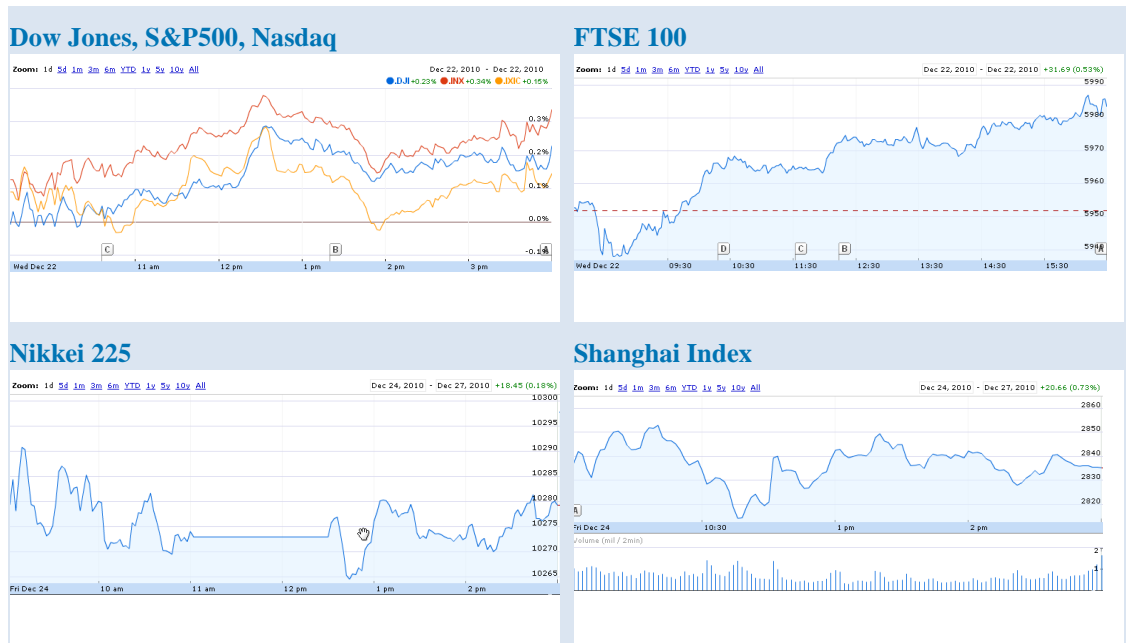 Dow Jones, S&P500, Nasdaq
Zoom: 1d 5d 1m 3m 6m YTD 1y 5y 10y All
Dec 22, 2010 - Dec 22, 2010
.DJI +0.23% .INX +0.34% .IXIC +0.15%
0.3%
0.2%
0.1%
0.0%
-0.1%
C
B
A
Wed Dec 22 11 am 12 pm 1 pm 2 pm 3 pm
FTSE 100
Zoom: 1d 5d 1m 3m 6m YTD 1y 5y 10y All
Dec 22, 2010 - Dec 22, 2010 +31.69 (0.53%)
5990
5980
5970
5960
5950
D
C
B
A
Wed Dec 22 09:30 10:30 11:30 12:30 13:30 14:30 15:30
Nikkei 225
Zoom: 1d 5d 1m 3m 6m YTD 1y 5y 10y All
Dec 24, 2010 - Dec 27, 2010 +18.45 (0.18%)
10300
10295
10290
10285
10280
10275
10270
10265
Fri Dec 24 10 am 11 am 12 pm 1 pm 2 pm
Shanghai Index
Zoom: 1d 5d 1m 3m 6m YTD 1y 5y 10y All
Dec 24, 2010 - Dec 27, 2010 +20.66 (0.73%)
2860
2850
2840
2830
2820
A
Fri Dec 24 10:30 1 pm 2 pm
Volume (mil / 2min)
2
1